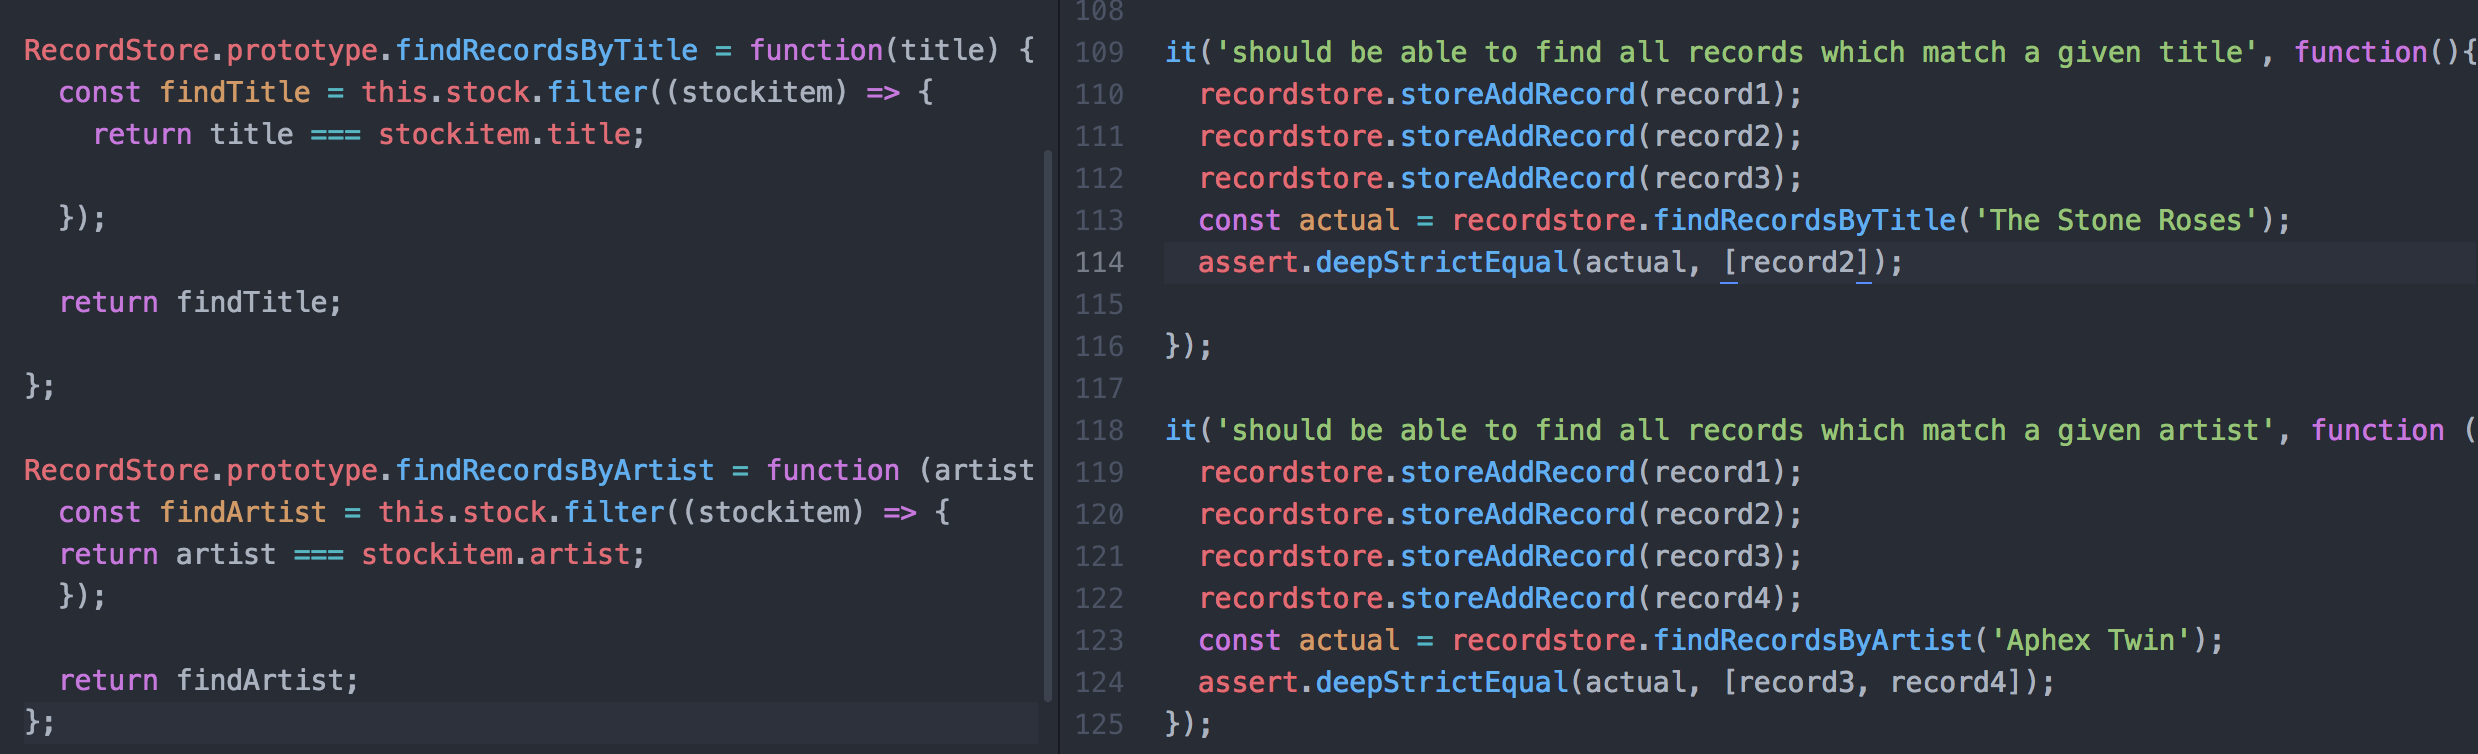 RecordStore.prototype.findRecordsByTitle = function(title) {
  const findTitle = this.stock.filter((stockitem) => {
    return title === stockitem.title;
  });
  return findTitle;
};
RecordStore.prototype.findRecordsByArtist = function (artist
  const findArtist = this.stock.filter((stockitem) => {
  return artist === stockitem.artist;
  });
  return findArtist;
};
108
109 it('should be able to find all records which match a given title', function(){
110   recordstore.storeAddRecord(record1);
111   recordstore.storeAddRecord(record2);
112   recordstore.storeAddRecord(record3);
113   const actual = recordstore.findRecordsByTitle('The Stone Roses');
114   assert.deepStrictEqual(actual, [record2]);
115
116 });
117
118 it('should be able to find all records which match a given artist', function (
119   recordstore.storeAddRecord(record1);
120   recordstore.storeAddRecord(record2);
121   recordstore.storeAddRecord(record3);
122   recordstore.storeAddRecord(record4);
123   const actual = recordstore.findRecordsByArtist('Aphex Twin');
124   assert.deepStrictEqual(actual, [record3, record4]);
125 });